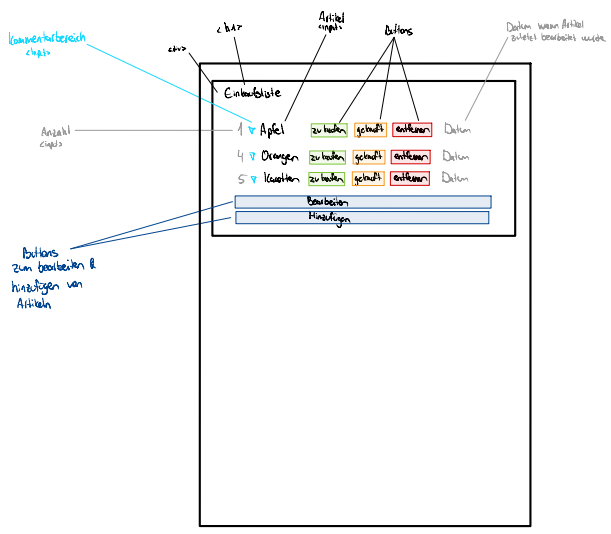 Artikel
<input>
<h1>
Buttons
Datum wann Artikel
zuletzt bearbeitet wurde
Kommentarbereich
<input>
<div>
Einkaufsliste
Anzahl
<input>
1 Apfel zu kaufen gekauft entfernen Datum
4 Orangen zu kaufen gekauft entfernen Datum
5 Karotten zu kaufen gekauft entfernen Datum
Bearbeiten
Hinzufügen
Buttons
zum bearbeiten &
hinzufügen von
Artikeln